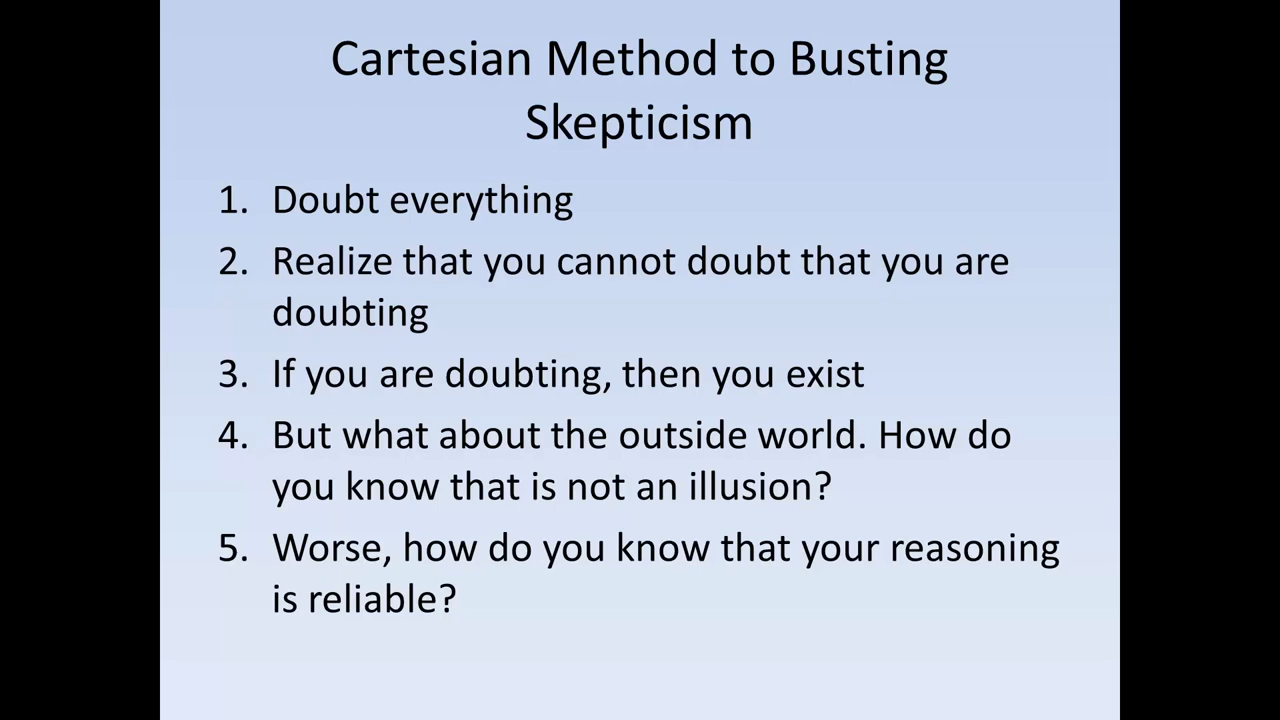 Cartesian Method to Busting
Skepticism
1. Doubt everything
2. Realize that you cannot doubt that you are
doubting
3. If you are doubting, then you exist
4. But what about the outside world. How do
you know that is not an illusion?
5. Worse, how do you know that your reasoning
is reliable?